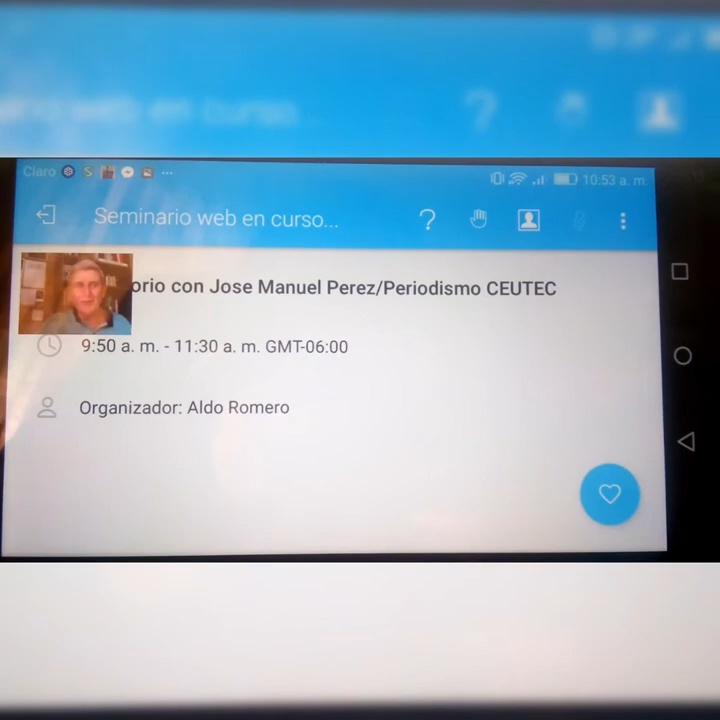 Claro S ... 10:53 a. m.
Seminario web en curso...
orio con Jose Manuel Perez/Periodismo CEUTEC
9:50 a. m. - 11:30 a. m. GMT-06:00
Organizador: Aldo Romero